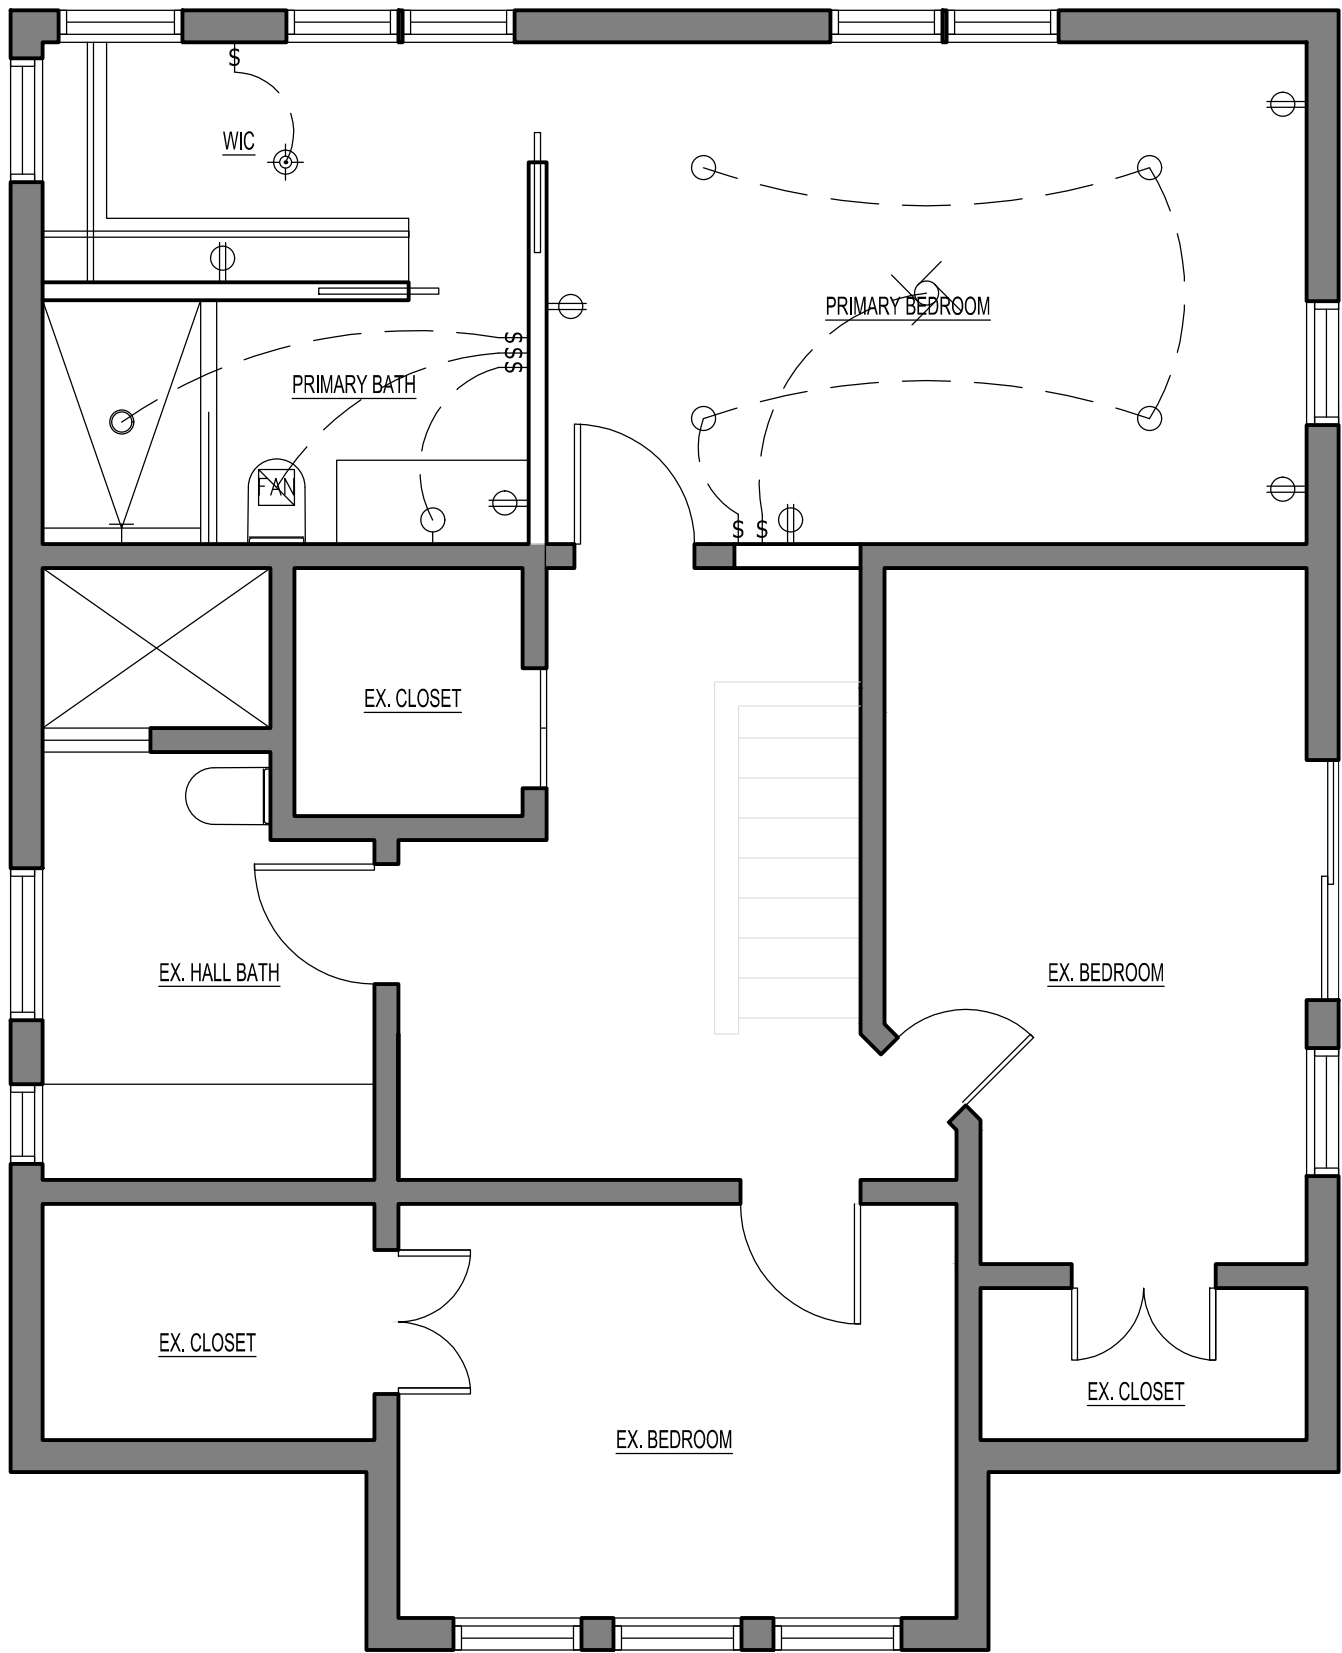 S
WIC
PRIMARY BEDROOM
S
S
S
PRIMARY BATH
FAN
S S
EX. CLOSET
EX. HALL BATH
EX. BEDROOM
EX. CLOSET
EX. CLOSET
EX. BEDROOM